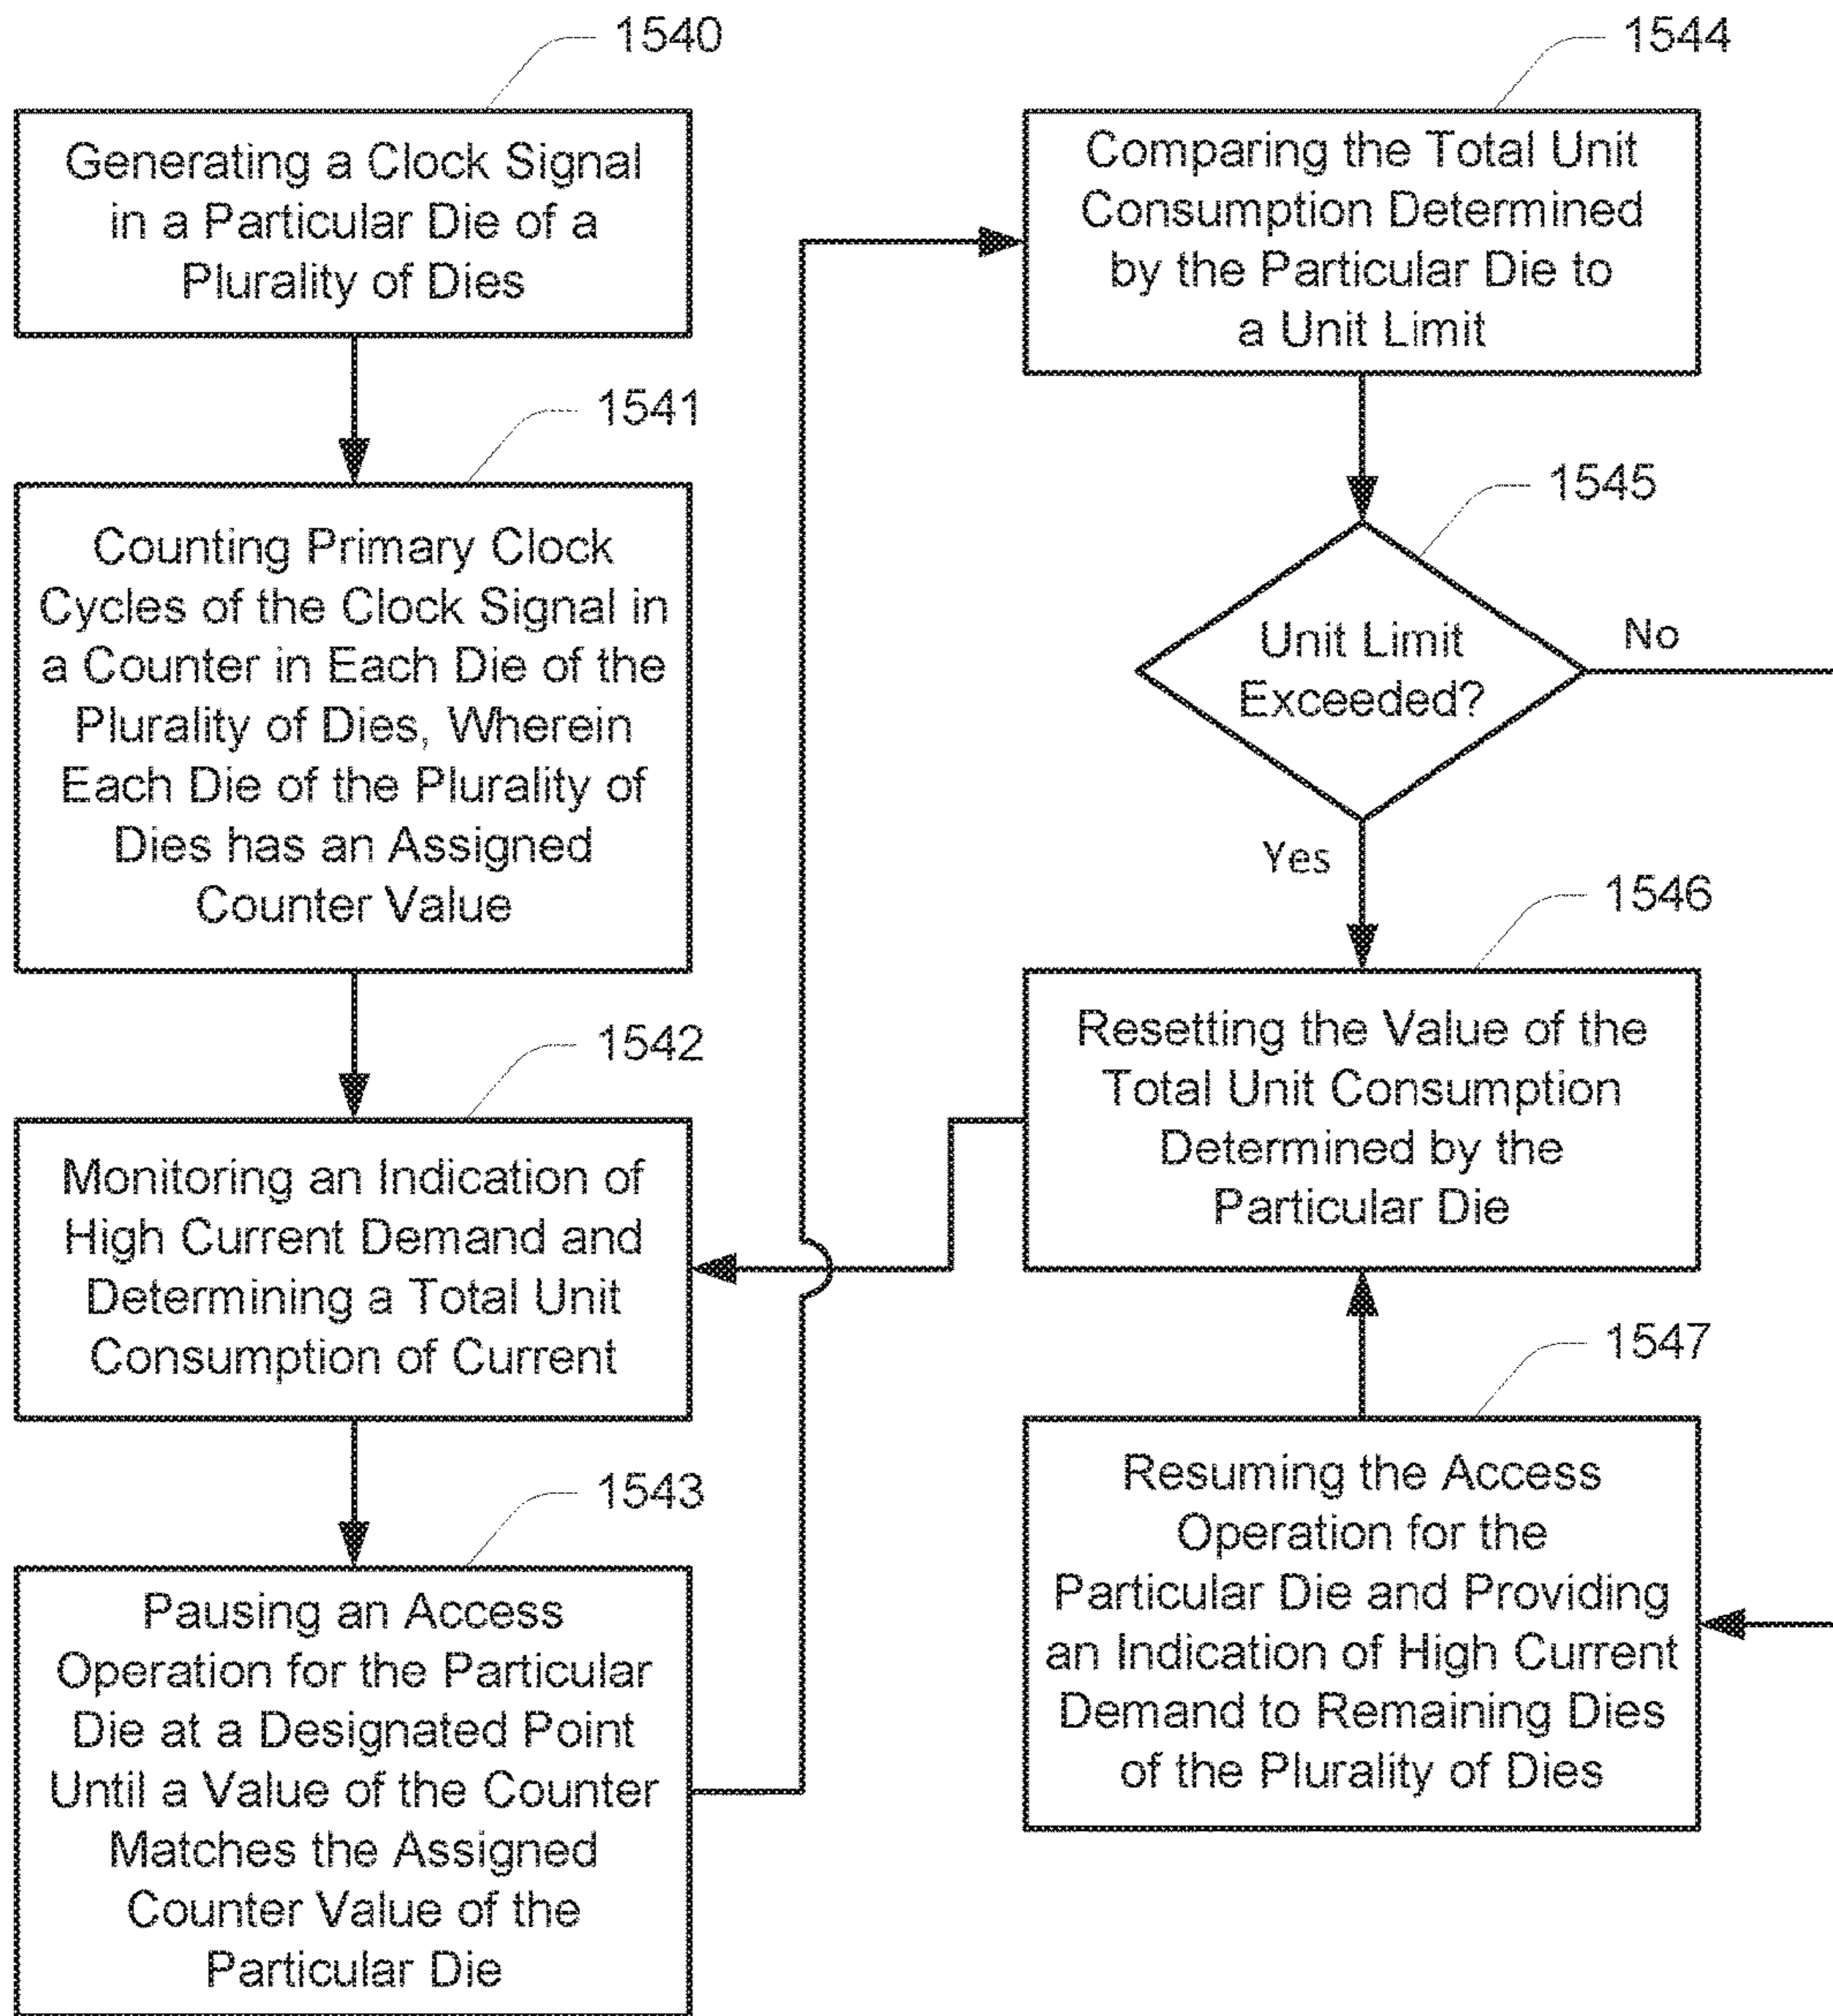 1540
Generating a Clock Signal
in a Particular Die of a
Plurality of Dies
1541
Counting Primary Clock
Cycles of the Clock Signal in
a Counter in Each Die of the
Plurality of Dies, Wherein
Each Die of the Plurality of
Dies has an Assigned
Counter Value
1542
Monitoring an Indication of
High Current Demand and
Determining a Total Unit
Consumption of Current
1543
Pausing an Access
Operation for the Particular
Die at a Designated Point
Until a Value of the Counter
Matches the Assigned
Counter Value of the
Particular Die
1544
Comparing the Total Unit
Consumption Determined
by the Particular Die to
a Unit Limit
1545
Unit Limit
Exceeded?
No
Yes
1546
Resetting the Value of the
Total Unit Consumption
Determined by the
Particular Die
1547
Resuming the Access
Operation for the
Particular Die and Providing
an Indication of High Current
Demand to Remaining Dies
of the Plurality of Dies